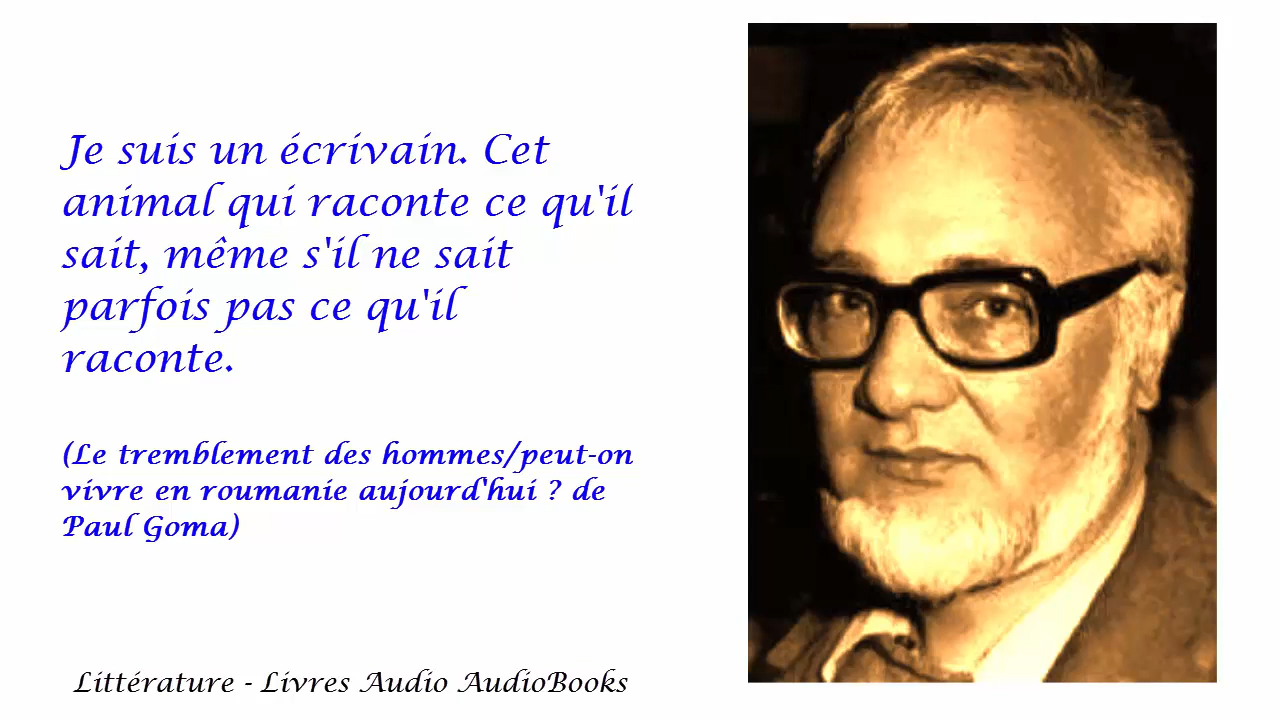 Je suis un écrivain. Cet
animal qui raconte ce qu'il
sait, même s'il ne sait
parfois pas ce qu'il
raconte.
(Le tremblement des hommes/peut-on
vivre en roumanie aujourd'hui ? de
Paul Goma)
Littérature - Livres Audio AudioBooks